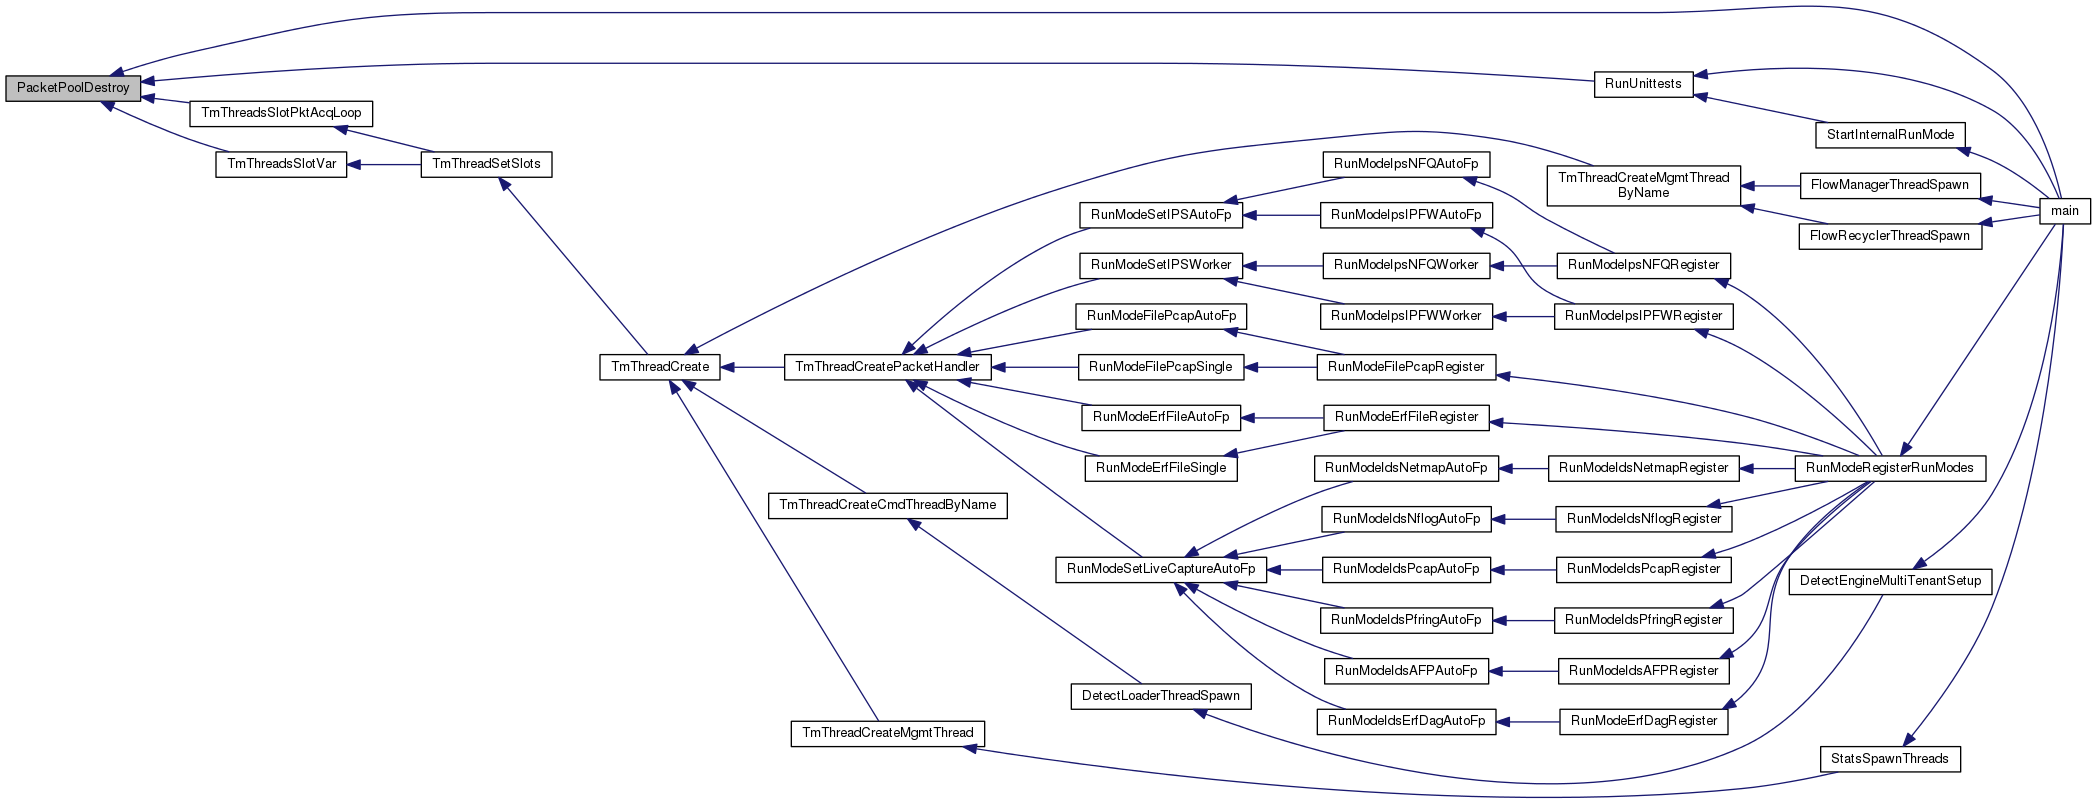 PacketPoolDestroy
TmThreadsSlotPktAcqLoop
TmThreadsSlotVar
TmThreadSetSlots
TmThreadCreate
TmThreadCreatePacketHandler
TmThreadCreateCmdThreadByName
TmThreadCreateMgmtThread
RunModeSetIPSAutoFp
RunModeSetIPSWorker
RunModeFilePcapAutoFp
RunModeFilePcapSingle
RunModeErfFileAutoFp
RunModeErfFileSingle
RunModeSetLiveCaptureAutoFp
DetectLoaderThreadSpawn
RunModeIpsNFQAutoFp
RunModeIpsIPFWAutoFp
RunModeIpsNFQWorker
RunModeIpsIPFWWorker
RunModeFilePcapRegister
RunModeErfFileRegister
RunModeIdsNetmapAutoFp
RunModeIdsNflogAutoFp
RunModeIdsPcapAutoFp
RunModeIdsPfringAutoFp
RunModeIdsAFPAutoFp
RunModeIdsErfDagAutoFp
RunUnittests
RunModeIpsNFQRegister
RunModeIpsIPFWRegister
RunModeIdsNetmapRegister
RunModeIdsNflogRegister
RunModeIdsPcapRegister
RunModeIdsPfringRegister
RunModeIdsAFPRegister
RunModeErfDagRegister
StartInternalRunMode
TmThreadCreateMgmtThread
ByName
FlowManagerThreadSpawn
FlowRecyclerThreadSpawn
RunModeRegisterRunModes
DetectEngineMultiTenantSetup
StatsSpawnThreads
main